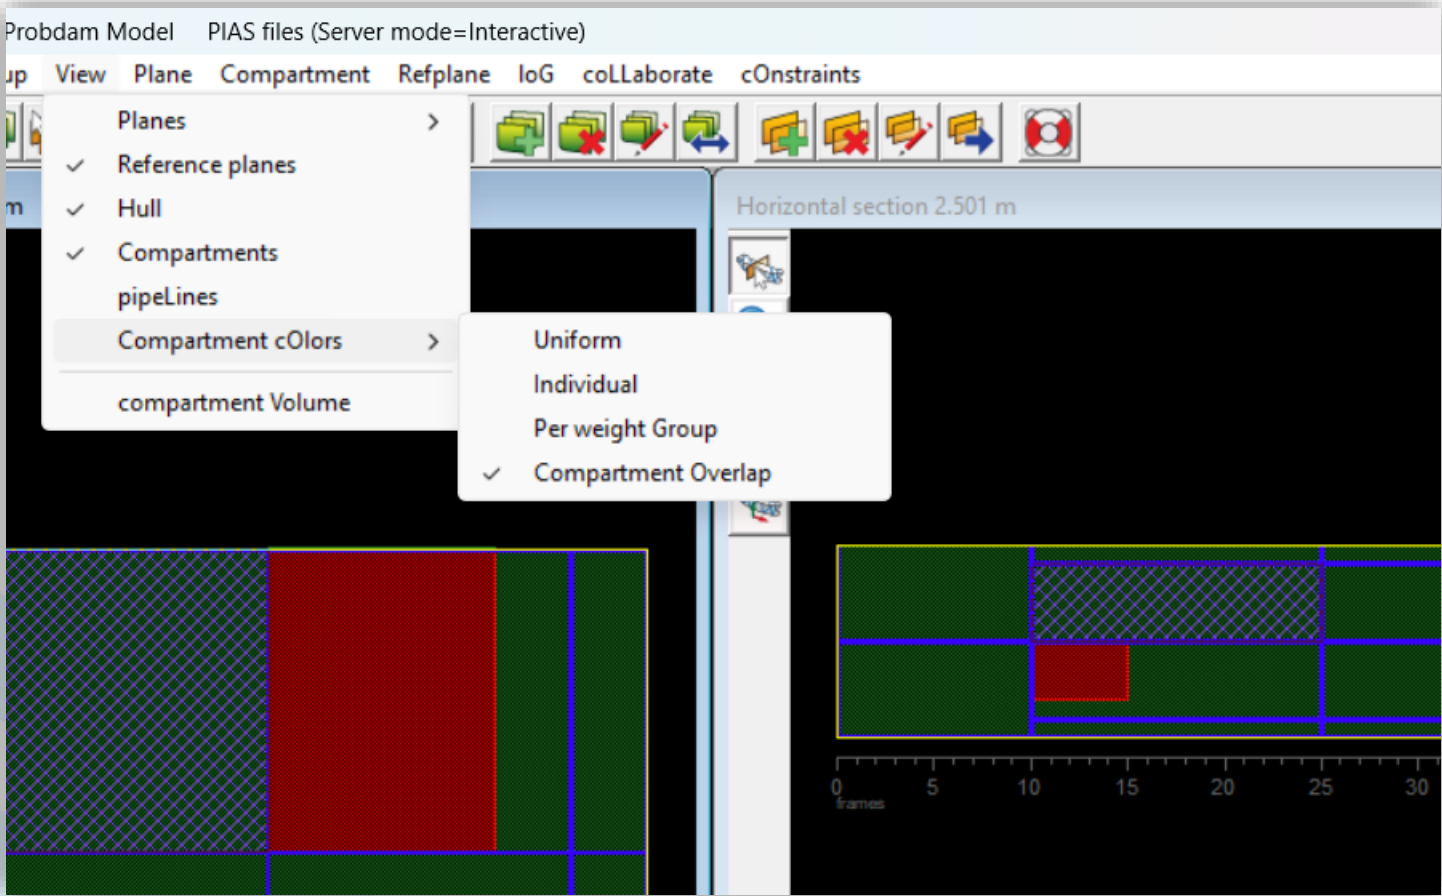 Probdam Model PIAS files (Server mode=Interactive)
up View Plane Compartment Refplane IoG coLLaborate cOnstraints
Planes
Reference planes
Hull
Compartments
pipeLines
Compartment cOlors
compartment Volume
Uniform
Individual
Per weight Group
Compartment Overlap
m
Horizontal section 2.501 m
0 5 10 15 20 25 30
frames